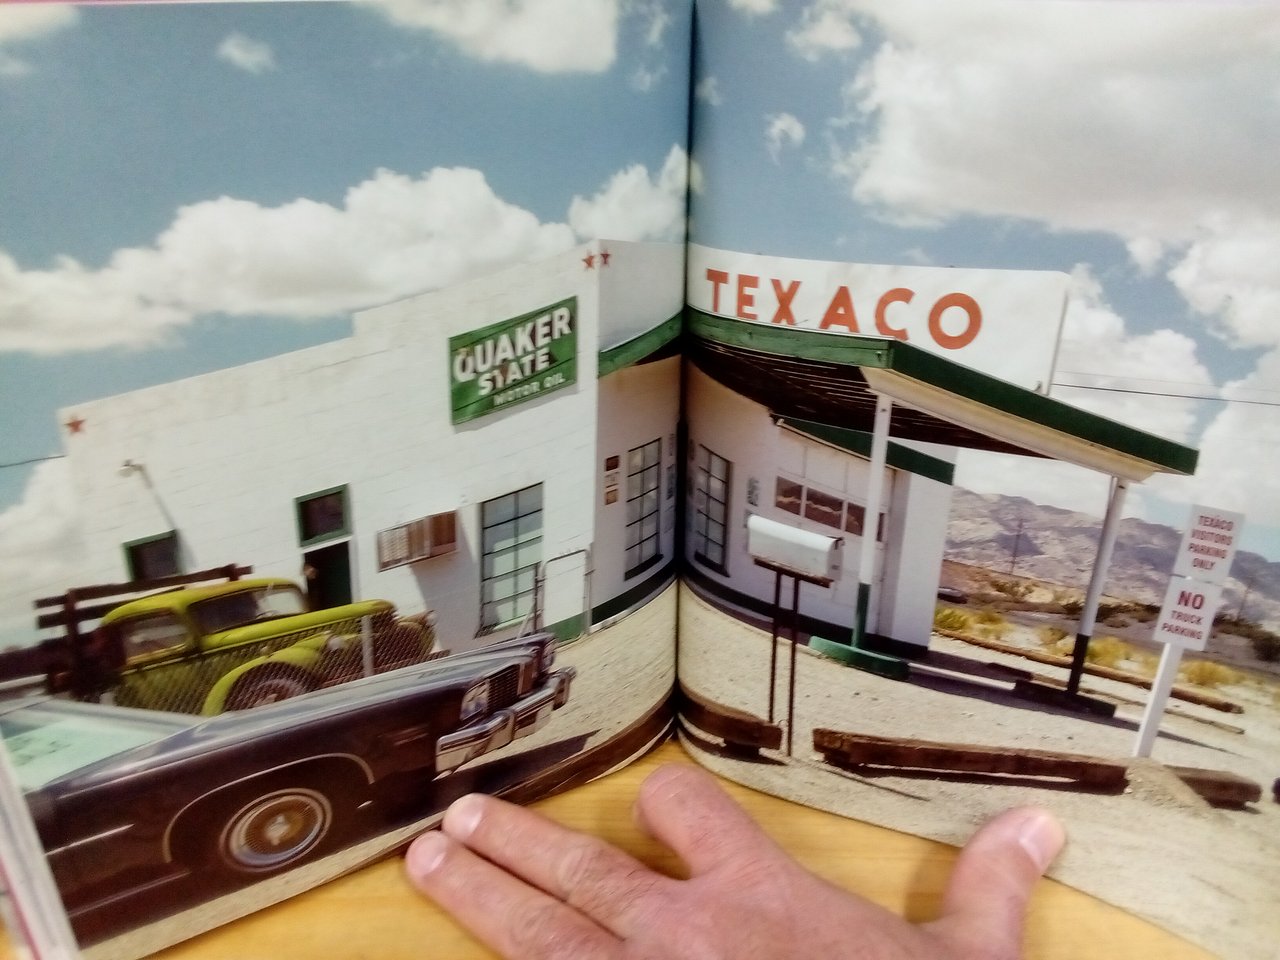 QUAKER
STATE
MOTOR OIL
TEXACO
TEXACO
VISITORS
PARKING
ONLY
NO
TRUCK
PARKING